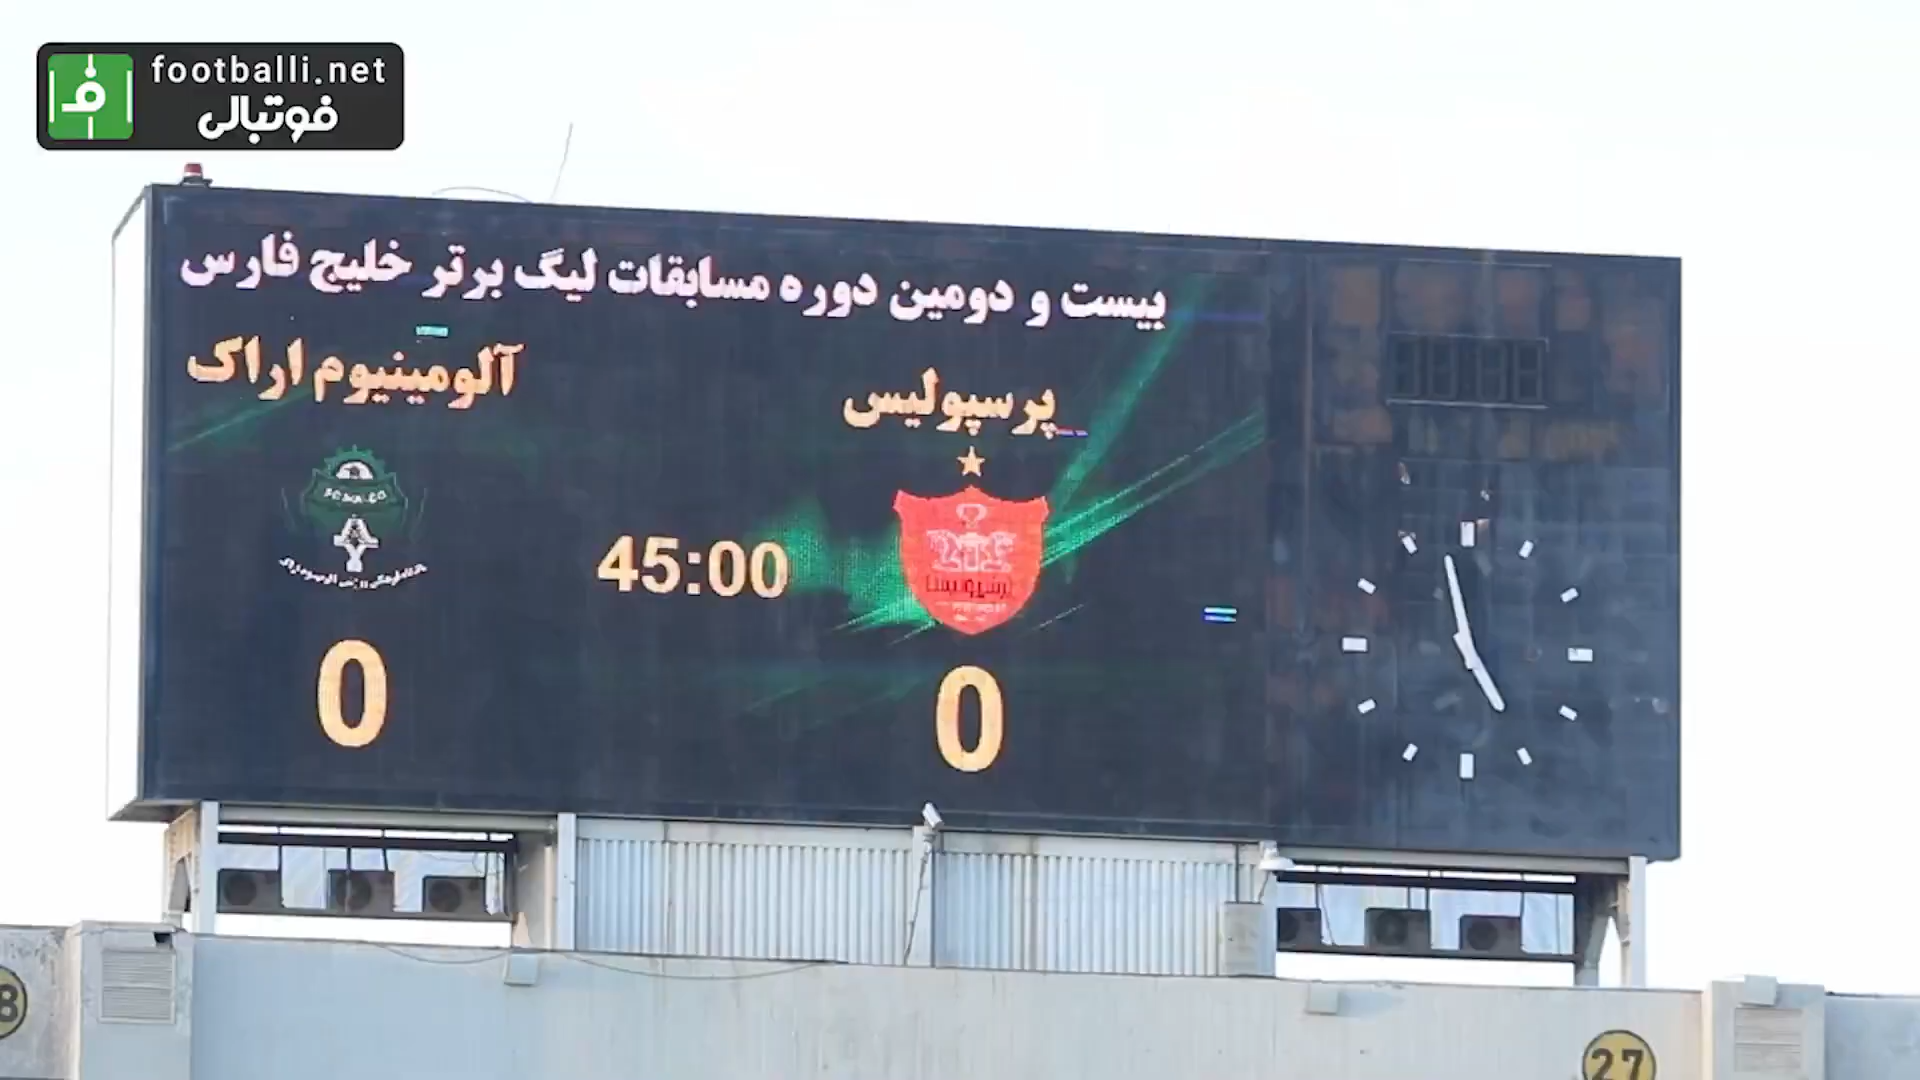 footballi.net
فوتبالی
بیست و دومین دوره مسابقات لیگ برتر خلیج فارس
پرسپولیس
آلومینیوم اراک
45:00
پرسپولیس
0
0
27